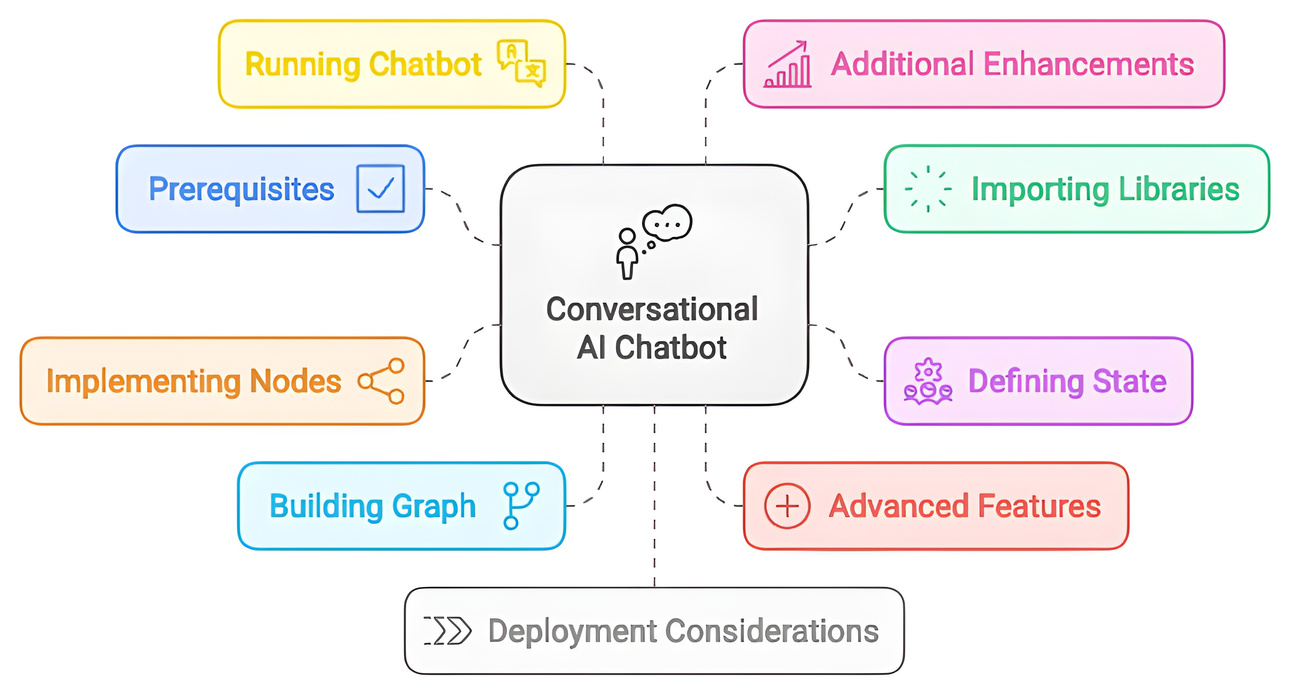 Running Chatbot
Additional Enhancements
Prerequisites
Importing Libraries
Conversational
AI Chatbot
Implementing Nodes
Defining State
Building Graph
Advanced Features
Deployment Considerations